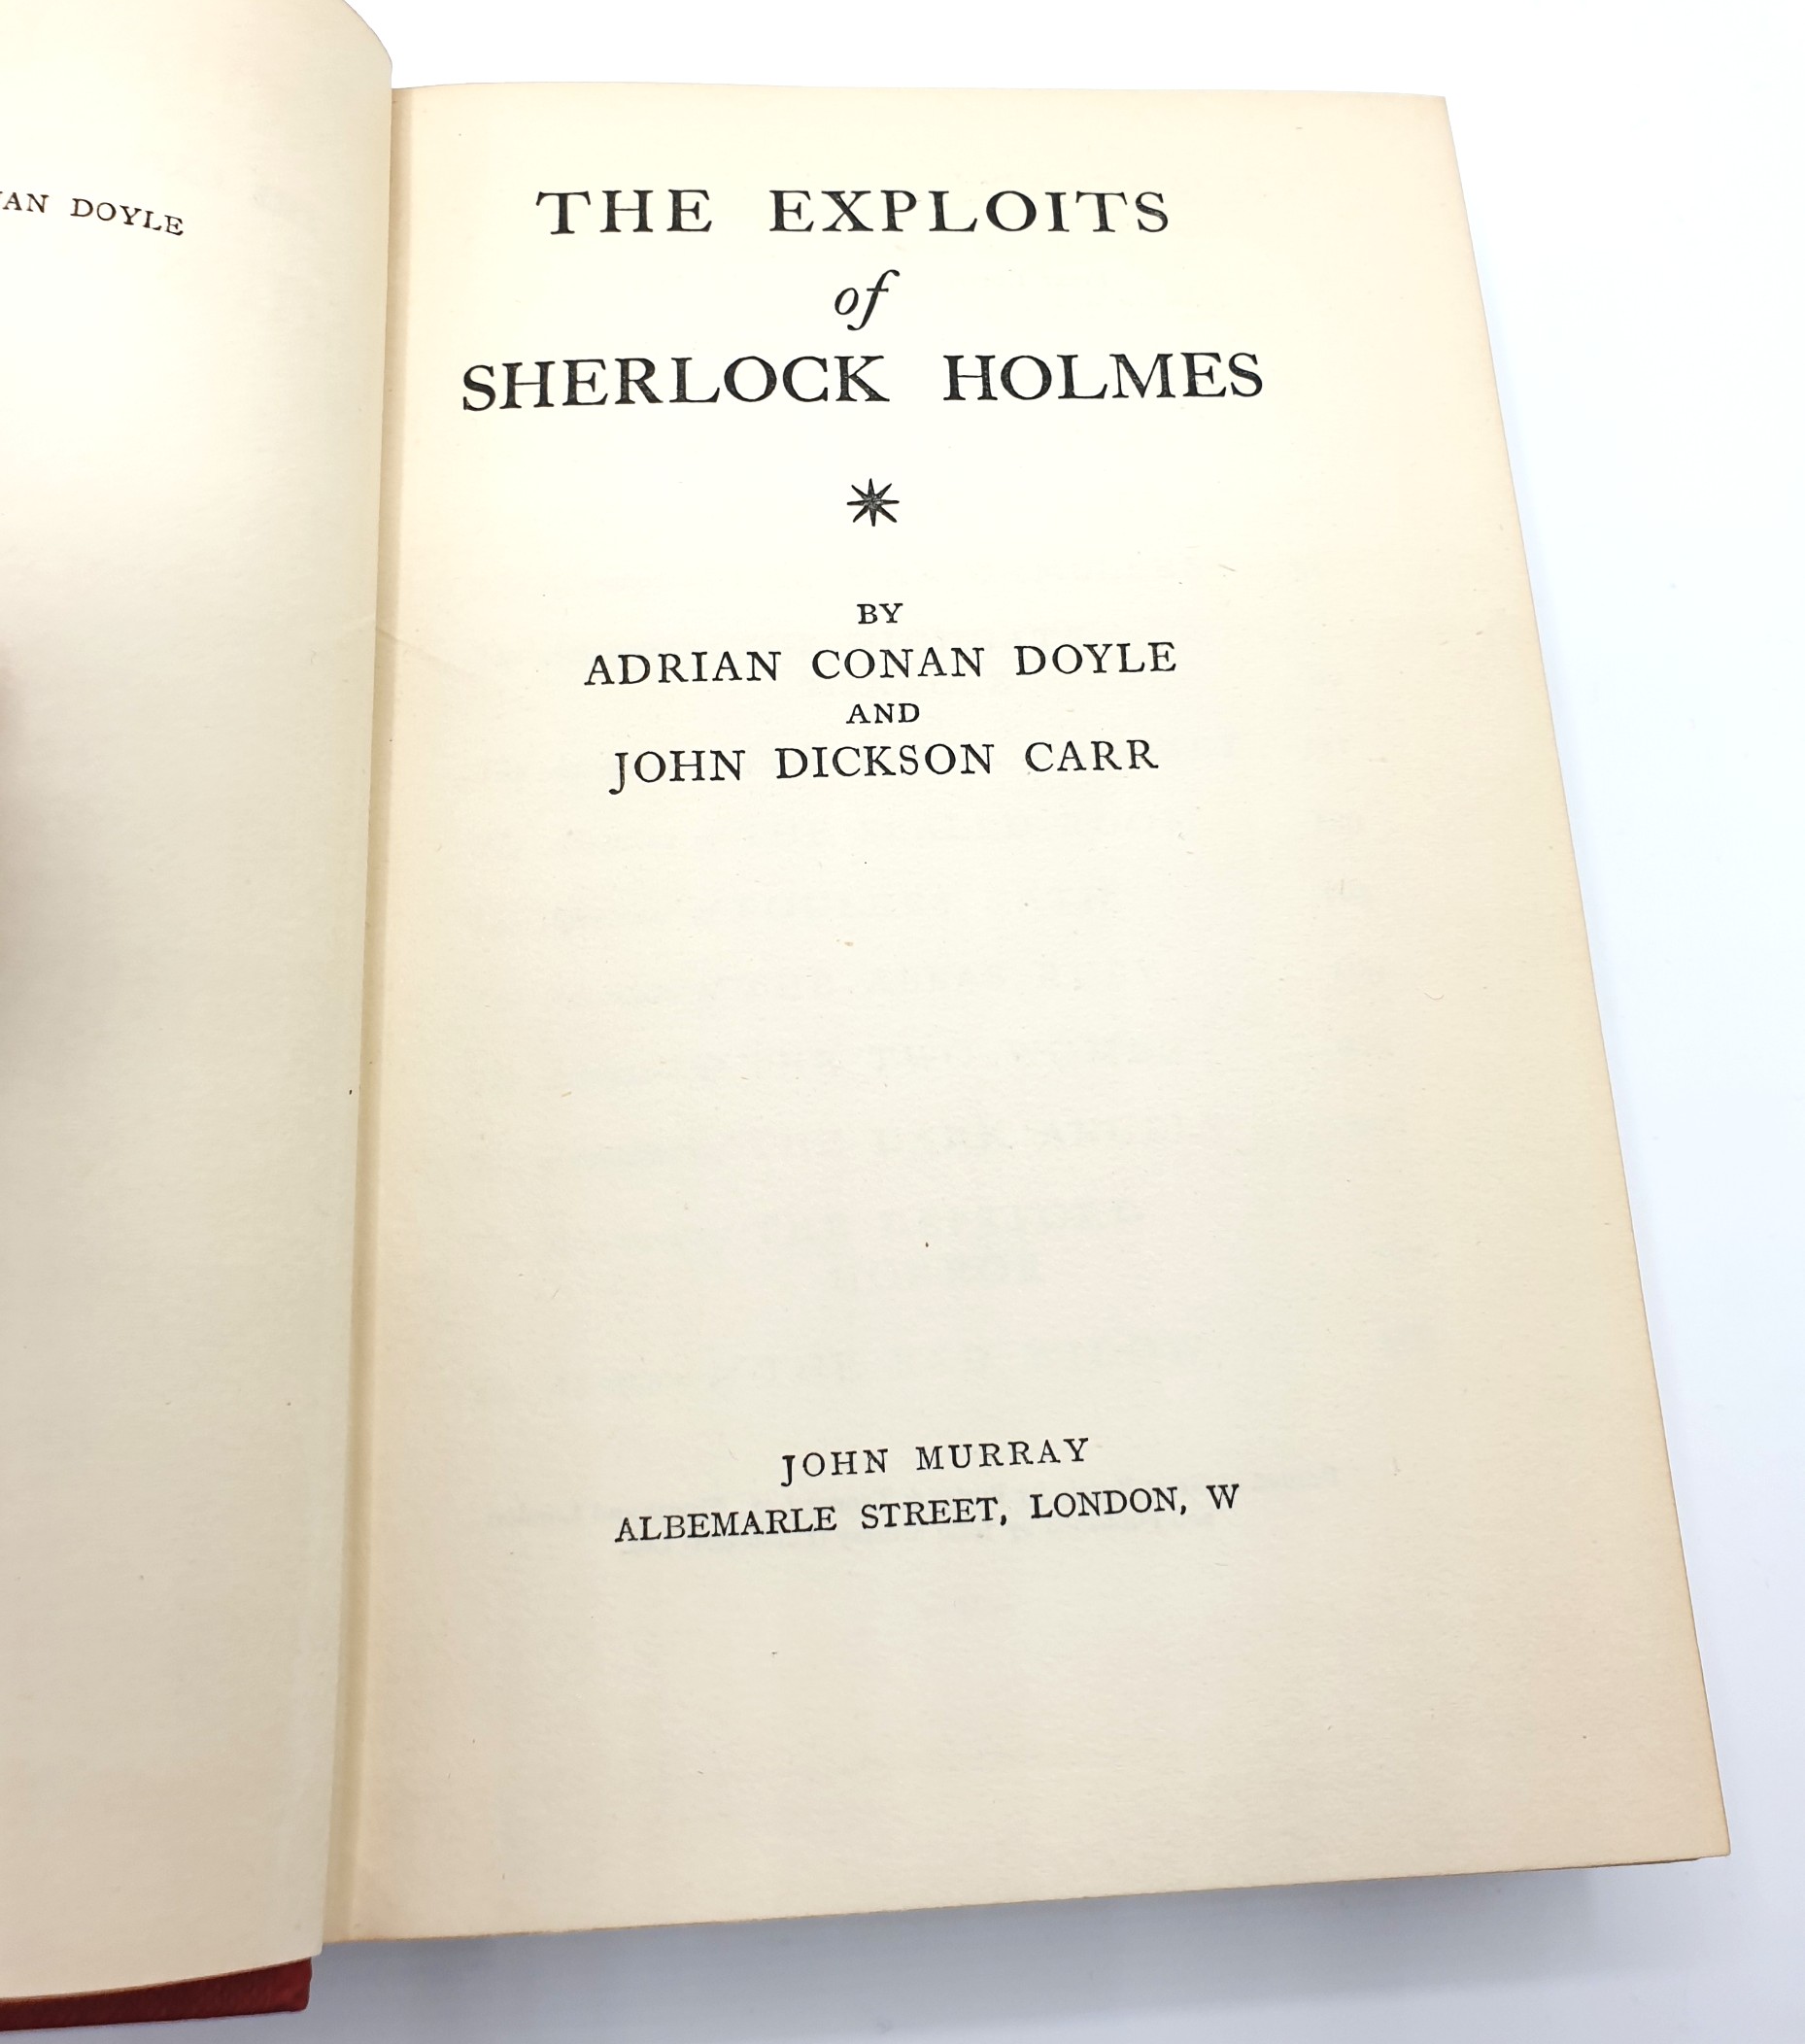 DOYLE
THE EXPLOITS
of
SHERLOCK HOLMES
BY
ADRIAN CONAN DOYLE
AND
JOHN DICKSON CARR
JOHN MURRAY
ALBEMARLE STREET, LONDON, W